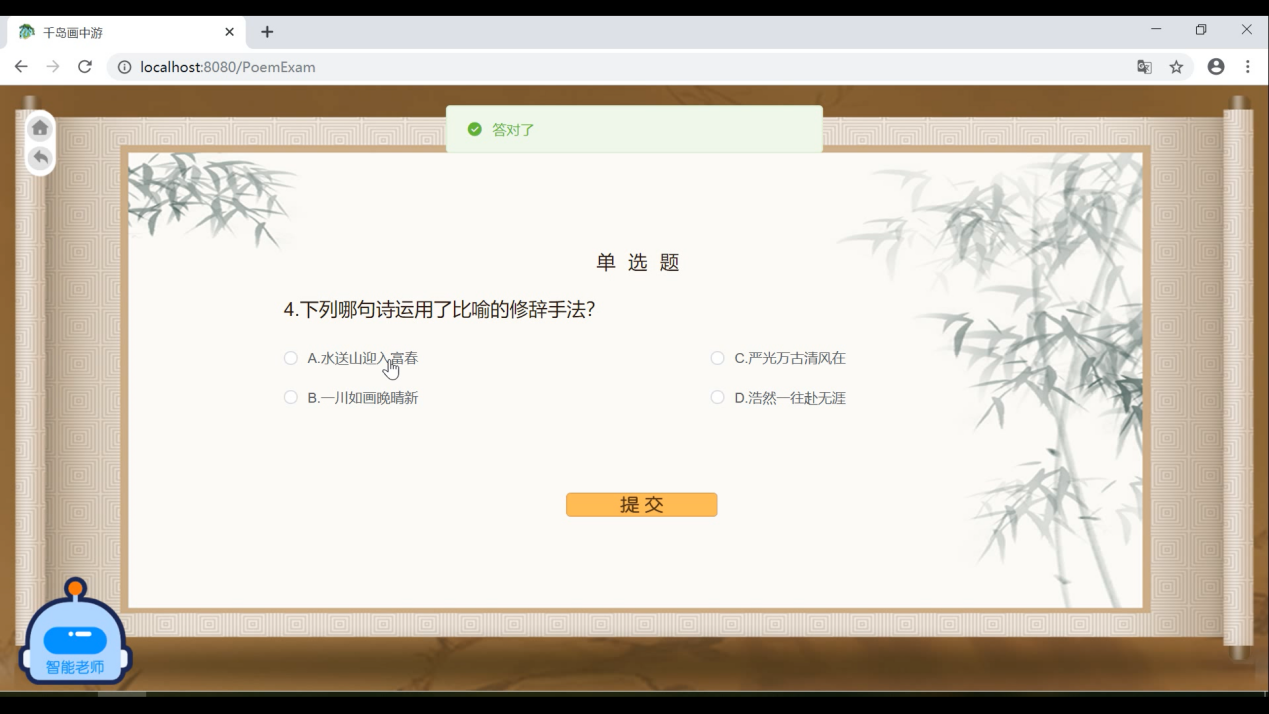 千岛画中游
localhost:8080/PoemExam
答对了
单选题
4.下列哪句诗运用了比喻的修辞手法?
A.水送山迎入富春
C.严光万古清风在
B.一川如画晚晴新
D.浩然一往赴无涯
提交
智能老师